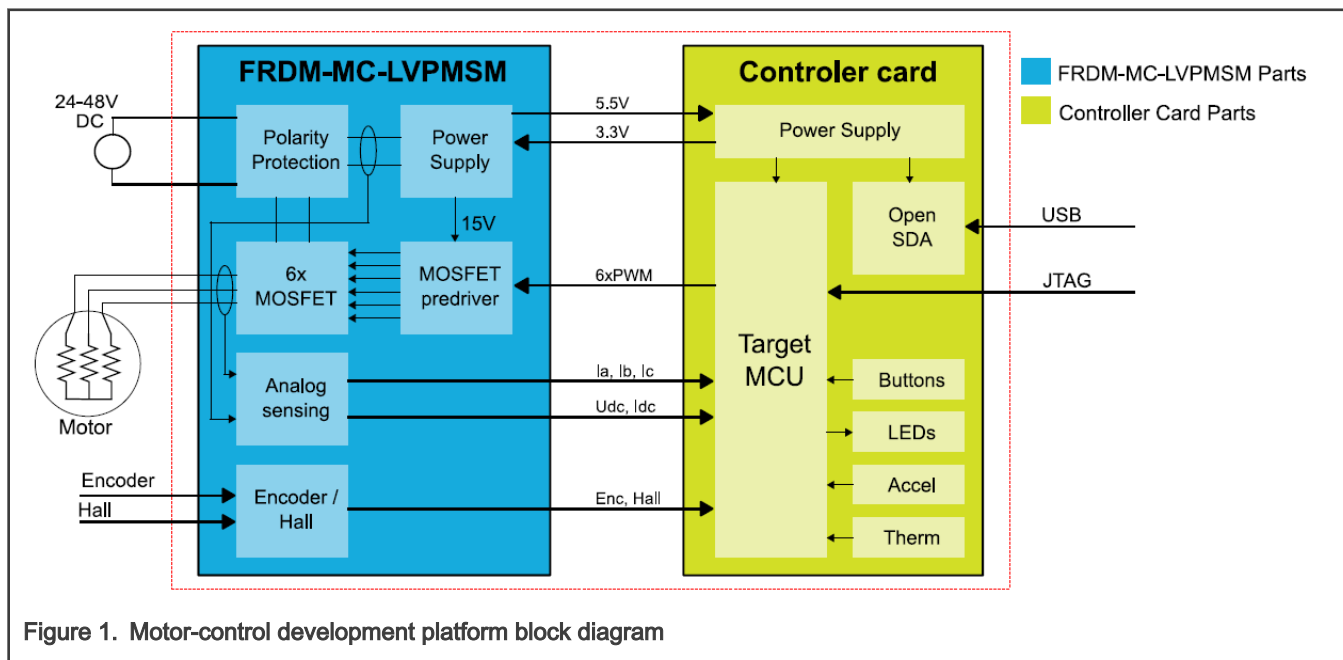 FRDM-MC-LVPMSM
Controler card
FRDM-MC-LVPMSM Parts
Controller Card Parts
24-48V
DC
Polarity
Protection
Power
Supply
5.5V
3.3V
Power Supply
15V
Open
SDA
USB
JTAG
6x
MOSFET
MOSFET
predriver
6xPWM
Target
MCU
Motor
Analog
sensing
Ia, Ib, Ic
Udc, Idc
Buttons
LEDs
Accel
Therm
Encoder
Hall
Encoder /
Hall
Enc, Hall
Figure 1. Motor-control development platform block diagram